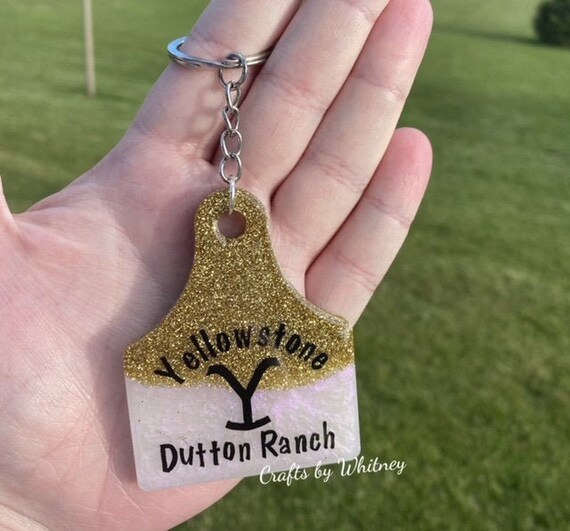 Yellowstone
Y
Dutton Ranch
Crafts by Whitney